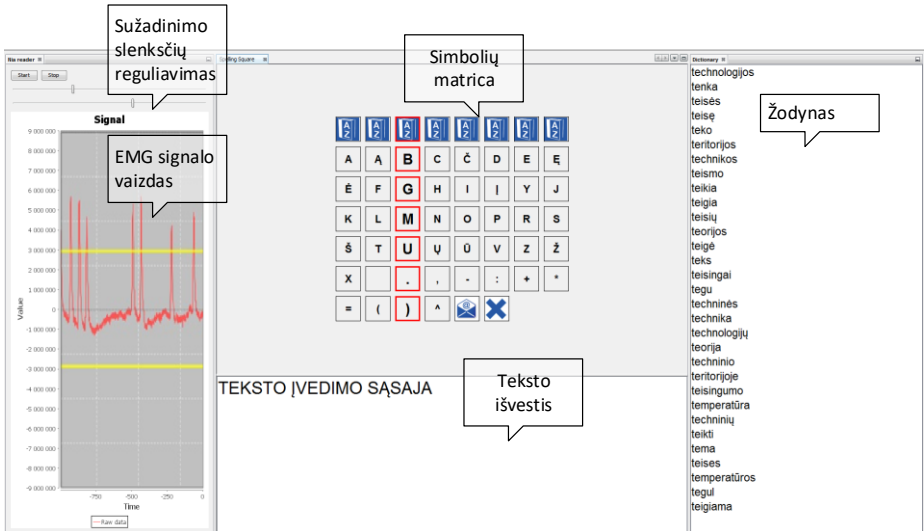 Sužadinimo
slenksčių
reguliavimas
Simbolių
matrica
Žodynas
EMG signalo
vaizdas
Teksto
išvestis
Bio reader
Start Stop
Signal
9 000 000
8 000 000
7 000 000
6 000 000
5 000 000
4 000 000
3 000 000
2 000 000
1 000 000
0
-1 000 000
-2 000 000
-3 000 000
-4 000 000
-5 000 000
-6 000 000
-7 000 000
-8 000 000
-9 000 000
Value
-750 -500 -250 0
Time
Raw data
Spelling Square
A Z A Z A Z A Z A Z A Z A Z A Z
A Ą B C Č D E Ę
Ė F G H I Į Y J
K L M N O P R S
Š T U Ų Ū V Z Ž
X . , - : + *
= ( ) ^ @
TEKSTO ĮVEDIMO SĄSAJA
Dictionary
technologijos
tenka
teisės
teisę
teko
teritorijos
technikos
teismo
teikia
teigia
teisių
teorijos
teigė
teks
teisingai
tegu
techninės
technika
technologijų
teorija
techninio
teritorijoje
teisingumo
temperatūra
techninių
teikti
tema
teises
temperatūros
tegul
teigiama